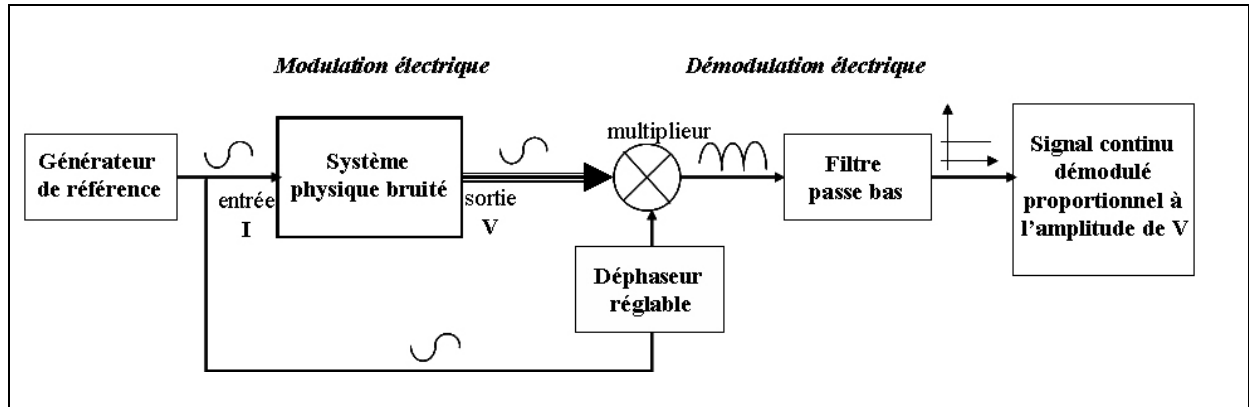 Modulation électrique
Démodulation électrique
Générateur
de référence
entrée
I
Système
physique bruité
sortie
V
multiplieur
Déphaseur
réglable
Filtre
passe bas
Signal continu
démodulé
proportionnel à
l'amplitude de V